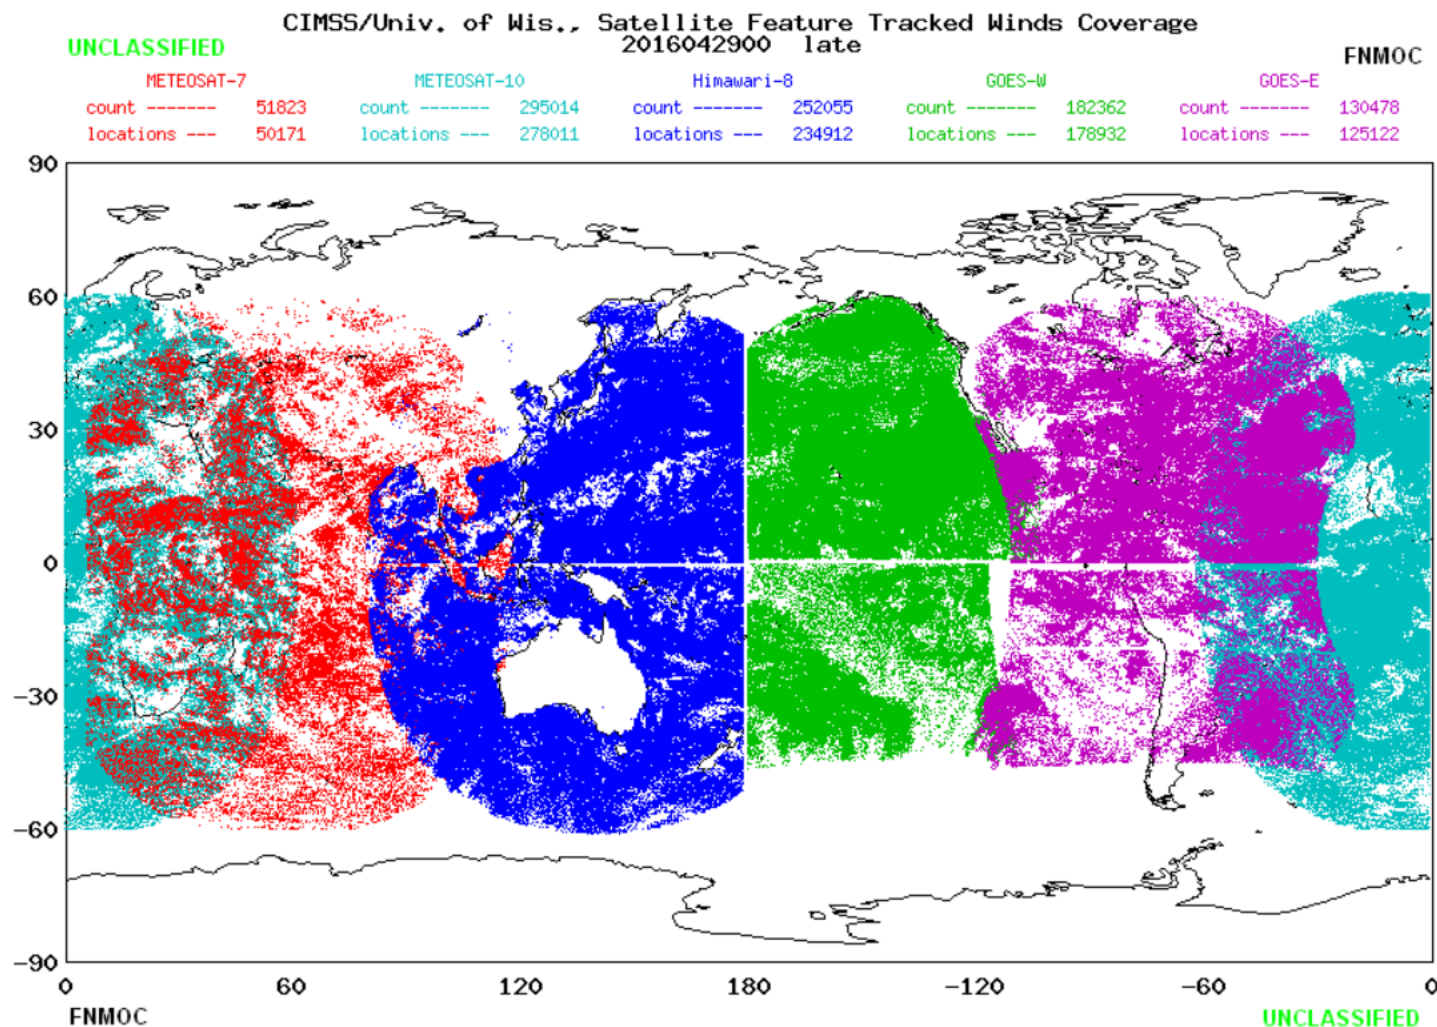 CIMSS/Univ. of Wis., Satellite Feature Tracked Winds Coverage
UNCLASSIFIED
2016042900 late
FNMOC
METEOSAT-7 METEOSAT-10 Himawari-8 GOES-W GOES-E
count ------- 51823 count ------- 295014 count ------- 252055 count ------- 182362 count ------- 130478
locations --- 50171 locations --- 278011 locations --- 234912 locations --- 178932 locations --- 125122
90
60
30
0
-30
-60
-90
0 60 120 180 -120 -60 0
FNMOC
UNCLASSIFIED